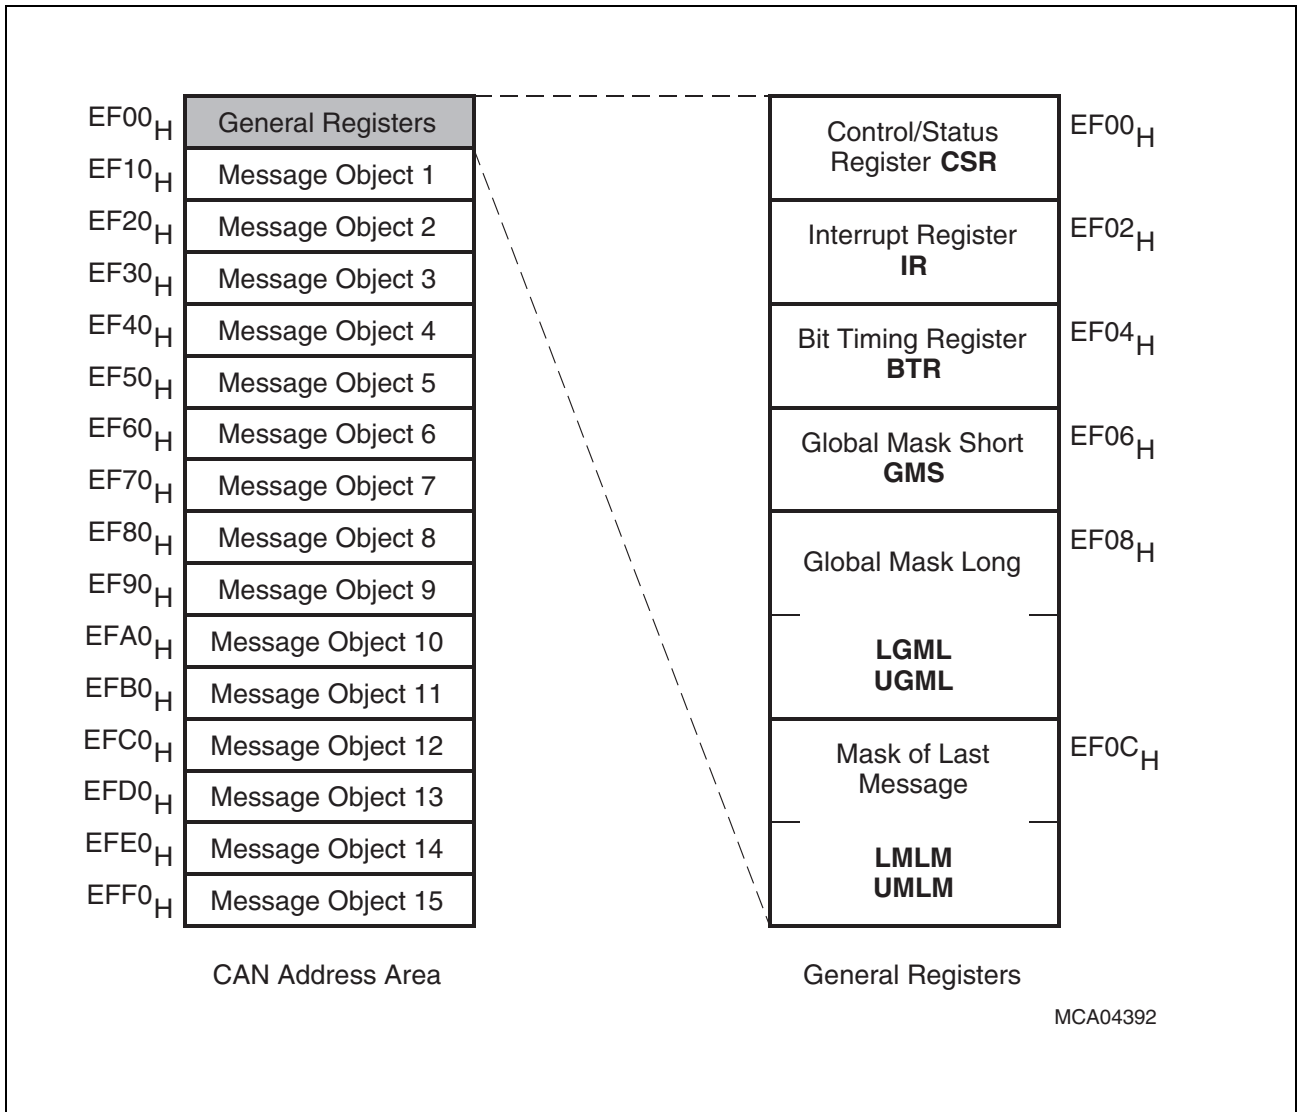 EF00H General Registers
EF10H Message Object 1
EF20H Message Object 2
EF30H Message Object 3
EF40H Message Object 4
EF50H Message Object 5
EF60H Message Object 6
EF70H Message Object 7
EF80H Message Object 8
EF90H Message Object 9
EFA0H Message Object 10
EFB0H Message Object 11
EFC0H Message Object 12
EFD0H Message Object 13
EFE0H Message Object 14
EFF0H Message Object 15
CAN Address Area
Control/Status EF00H
Register CSR
Interrupt Register EF02H
IR
Bit Timing Register EF04H
BTR
Global Mask Short EF06H
GMS
Global Mask Long EF08H
LGML
UGML
Mask of Last EF0CH
Message
LMLM
UMLM
General Registers
MCA04392